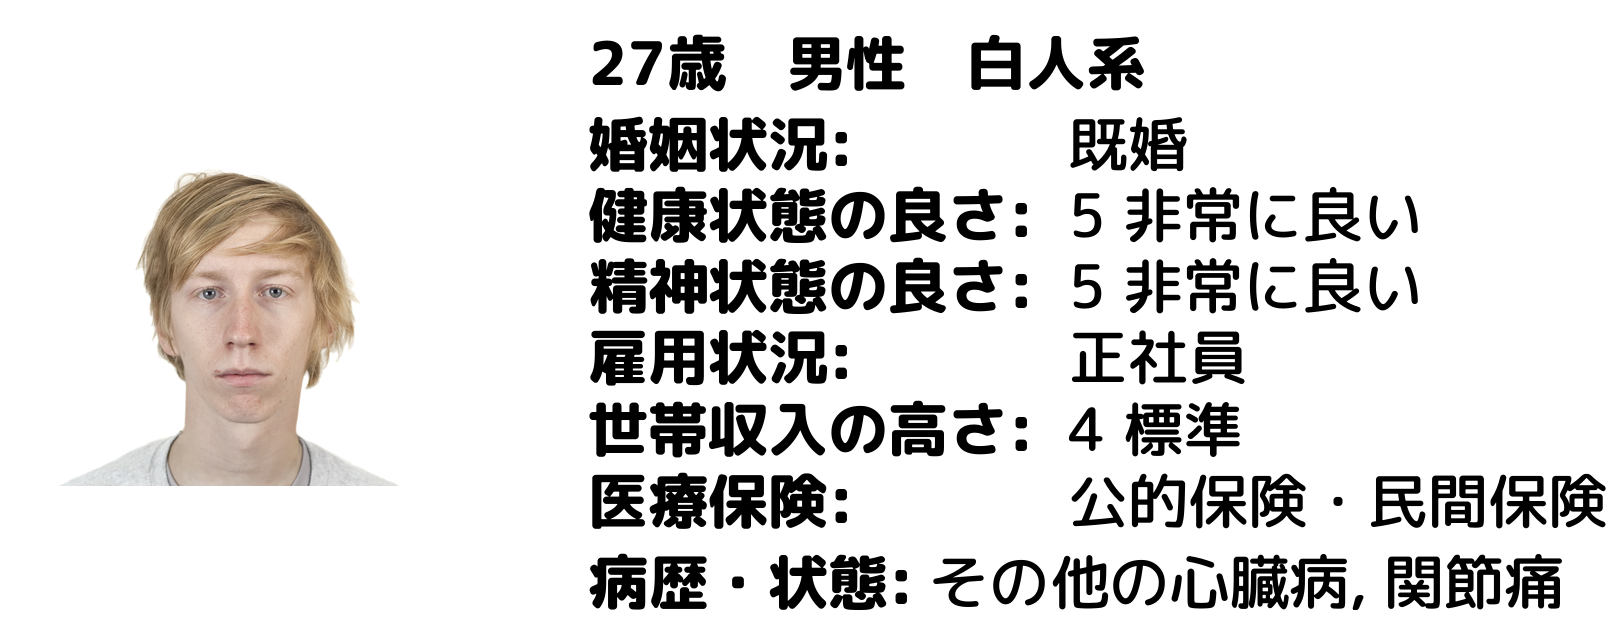 27歳　男性　白人系
婚姻状況: 既婚
健康状態の良さ: 5 非常に良い
精神状態の良さ: 5 非常に良い
雇用状況: 正社員
世帯収入の高さ: 4 標準
医療保険: 公的保険・民間保険
病歴・状態: その他の心臓病, 関節痛